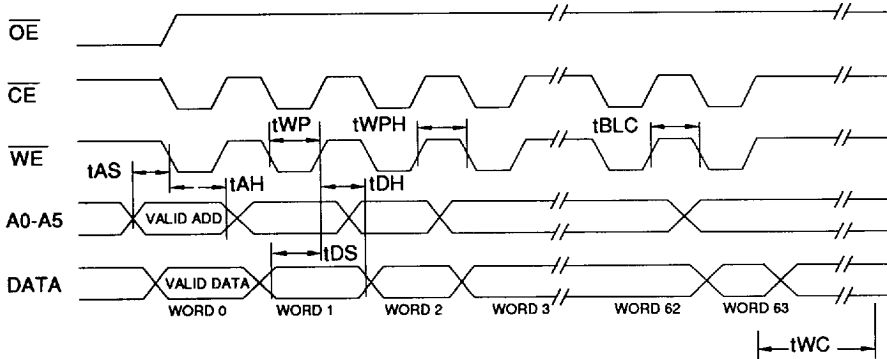 OE
CE
tWP tWPH tBLC
WE
tAS tAH tDH
A0-A5 VALID ADD
tDS
DATA VALID DATA
WORD 0 WORD 1 WORD 2 WORD 3 WORD 62 WORD 63
tWC